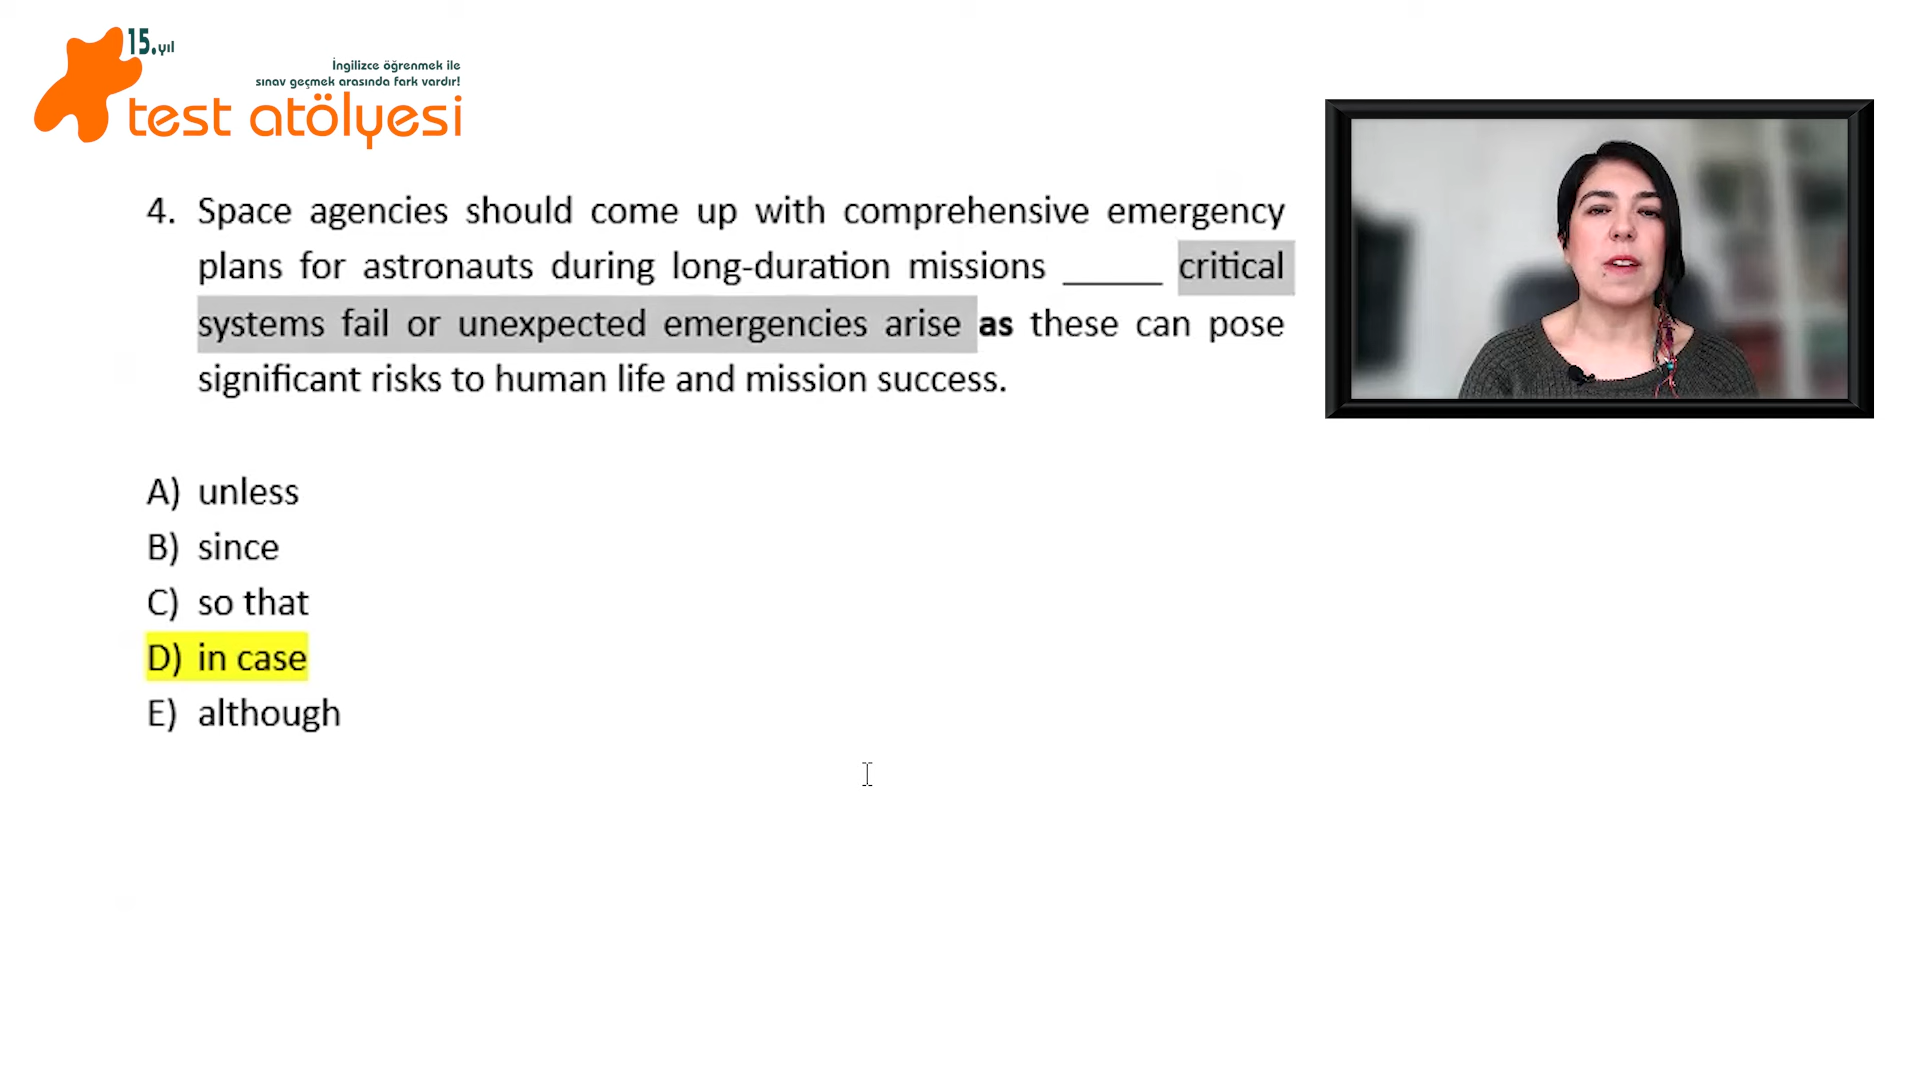 15.yıl
İngilizce öğrenmek ile
sınav geçmek arasında fark vardır!
test atölyesi
4. Space agencies should come up with comprehensive emergency
plans for astronauts during long-duration missions ______ critical
systems fail or unexpected emergencies arise as these can pose
significant risks to human life and mission success.
A) unless
B) since
C) so that
D) in case
E) although